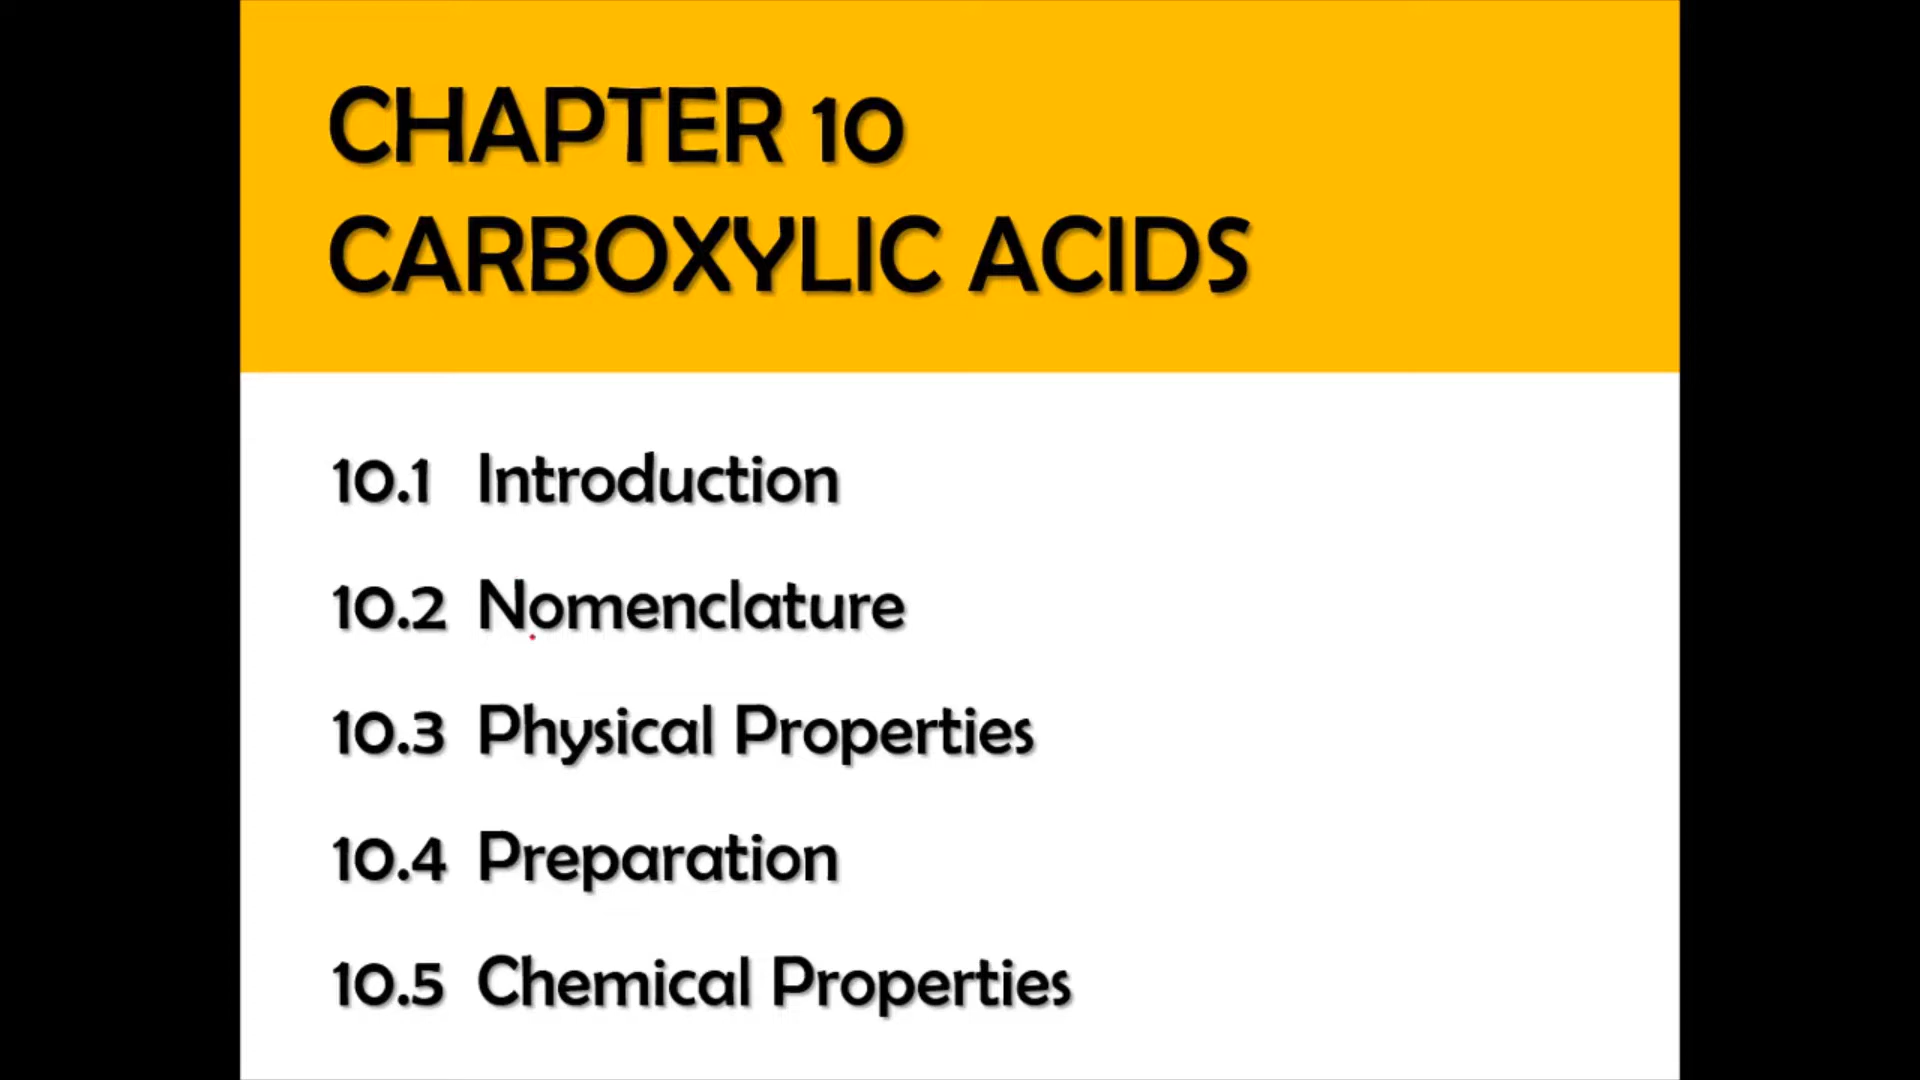 CHAPTER 10
CARBOXYLIC ACIDS
10.1 Introduction
10.2 Nomenclature
10.3 Physical Properties
10.4 Preparation
10.5 Chemical Properties